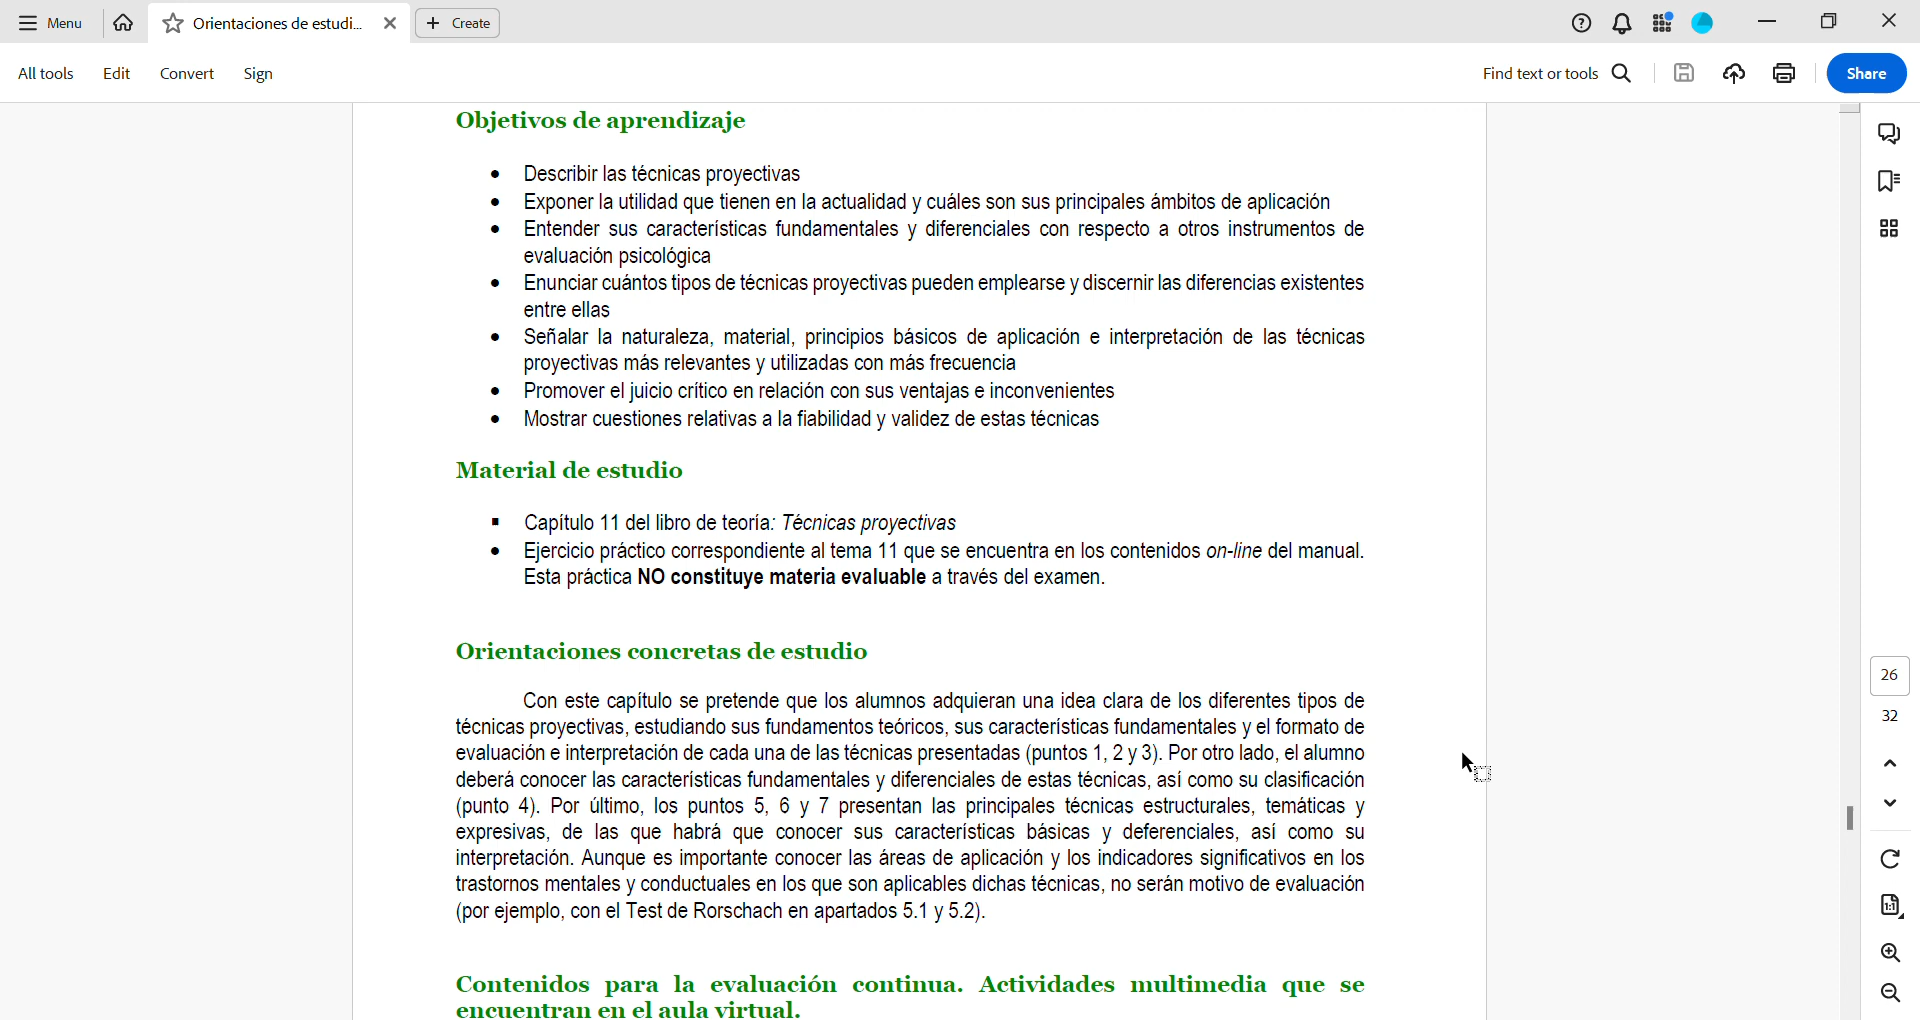 Menu
Orientaciones de estudi...
Create
All tools
Edit
Convert
Sign
Find text or tools
Share
Objetivos de aprendizaje
• Describir las técnicas proyectivas
• Exponer la utilidad que tienen en la actualidad y cuáles son sus principales ámbitos de aplicación
• Entender sus características fundamentales y diferenciales con respecto a otros instrumentos de
evaluación psicológica
• Enunciar cuántos tipos de técnicas proyectivas pueden emplearse y discernir las diferencias existentes
entre ellas
• Señalar la naturaleza, material, principios básicos de aplicación e interpretación de las técnicas
proyectivas más relevantes y utilizadas con más frecuencia
• Promover el juicio crítico en relación con sus ventajas e inconvenientes
• Mostrar cuestiones relativas a la fiabilidad y validez de estas técnicas
Material de estudio
▪ Capítulo 11 del libro de teoría: Técnicas proyectivas
• Ejercicio práctico correspondiente al tema 11 que se encuentra en los contenidos on-line del manual.
Esta práctica NO constituye materia evaluable a través del examen.
Orientaciones concretas de estudio
Con este capítulo se pretende que los alumnos adquieran una idea clara de los diferentes tipos de
técnicas proyectivas, estudiando sus fundamentos teóricos, sus características fundamentales y el formato de
evaluación e interpretación de cada una de las técnicas presentadas (puntos 1, 2 y 3). Por otro lado, el alumno
deberá conocer las características fundamentales y diferenciales de estas técnicas, así como su clasificación
(punto 4). Por último, los puntos 5, 6 y 7 presentan las principales técnicas estructurales, temáticas y
expresivas, de las que habrá que conocer sus características básicas y deferenciales, así como su
interpretación. Aunque es importante conocer las áreas de aplicación y los indicadores significativos en los
trastornos mentales y conductuales en los que son aplicables dichas técnicas, no serán motivo de evaluación
(por ejemplo, con el Test de Rorschach en apartados 5.1 y 5.2).
Contenidos para la evaluación continua. Actividades multimedia que se
encuentran en el aula virtual.
26
32
1:1